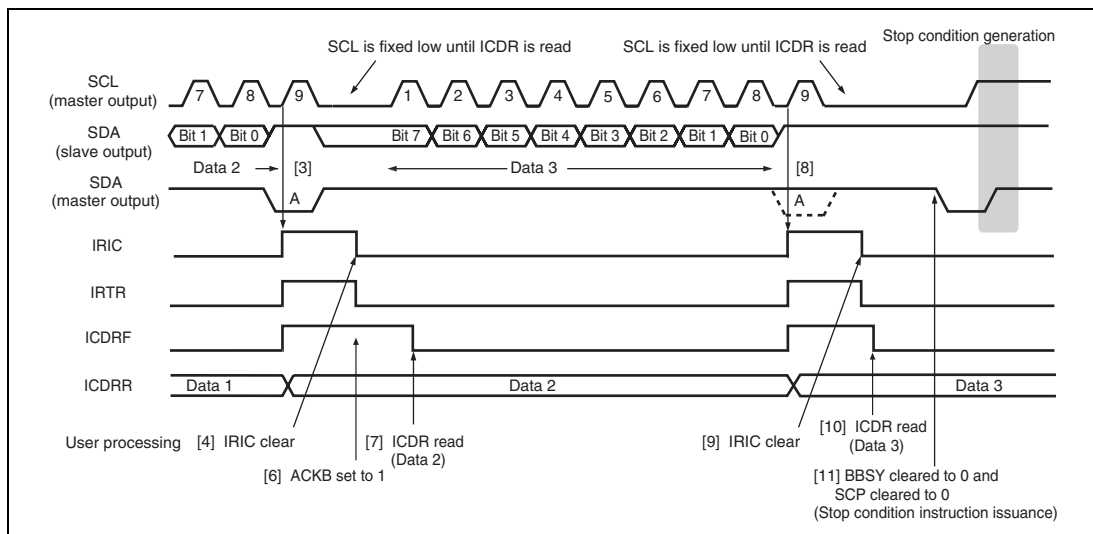 SCL is fixed low until ICDR is read
SCL is fixed low until ICDR is read
Stop condition generation
SCL
(master output)
7 8 9 1 2 3 4 5 6 7 8 9
SDA
(slave output)
Bit 1 Bit 0 Bit 7 Bit 6 Bit 5 Bit 4 Bit 3 Bit 2 Bit 1 Bit 0
Data 2 [3] Data 3 [8]
SDA
(master output)
A A
IRIC
IRTR
ICDRF
ICDRR
Data 1 Data 2 Data 3
User processing
[4] IRIC clear
[7] ICDR read
(Data 2)
[6] ACKB set to 1
[9] IRIC clear
[10] ICDR read
(Data 3)
[11] BBSY cleared to 0 and
SCP cleared to 0
(Stop condition instruction issuance)